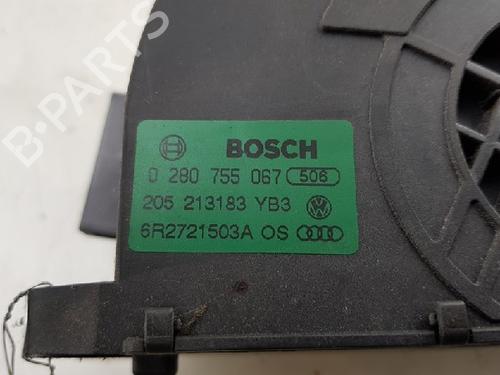 B-PARTS
BOSCH
0 280 755 067 506
205 213183 YB3
6R2721503A OS